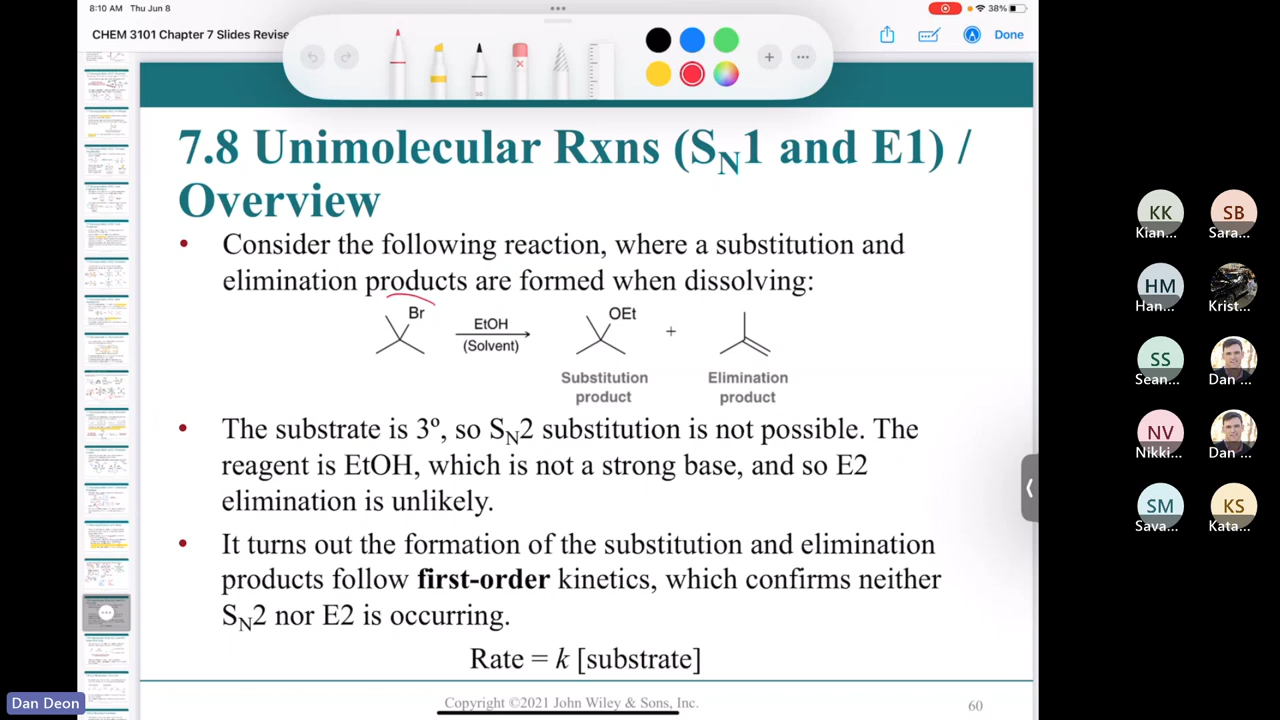 8:10 AM Thu Jun 8
38%
CHEM 3101 Chapter 7 Slides Revise
Done
7.8 Unimolecular Rxns (SN1 and E1) /
Overview
• Consider the following reaction, where a substitution and
elimination products are formed when dissolving:
Br
EtOH
(Solvent)
OEt
+
Substitution
product
Elimination
product
• The substrate is 3º, so SN2 substitution is not possible. The
reagent is EtOH, which is not a strong base, and so E2
elimination is unlikely.
• It turns out the formation of the substitution and elimination
products follow first-order kinetics, which confirms neither
SN2 nor E2 is occurring.
Rate = k [substrate]
Copyright ©2021 John Wiley & Sons, Inc.
60
KK
Kian...
SB
Sara...
HM
Han...
Krist...
SS
Sean...
Dan ...
NV
Nikki...
Dan ...
SM
Sava...
KS
Kata...
Dan Deon